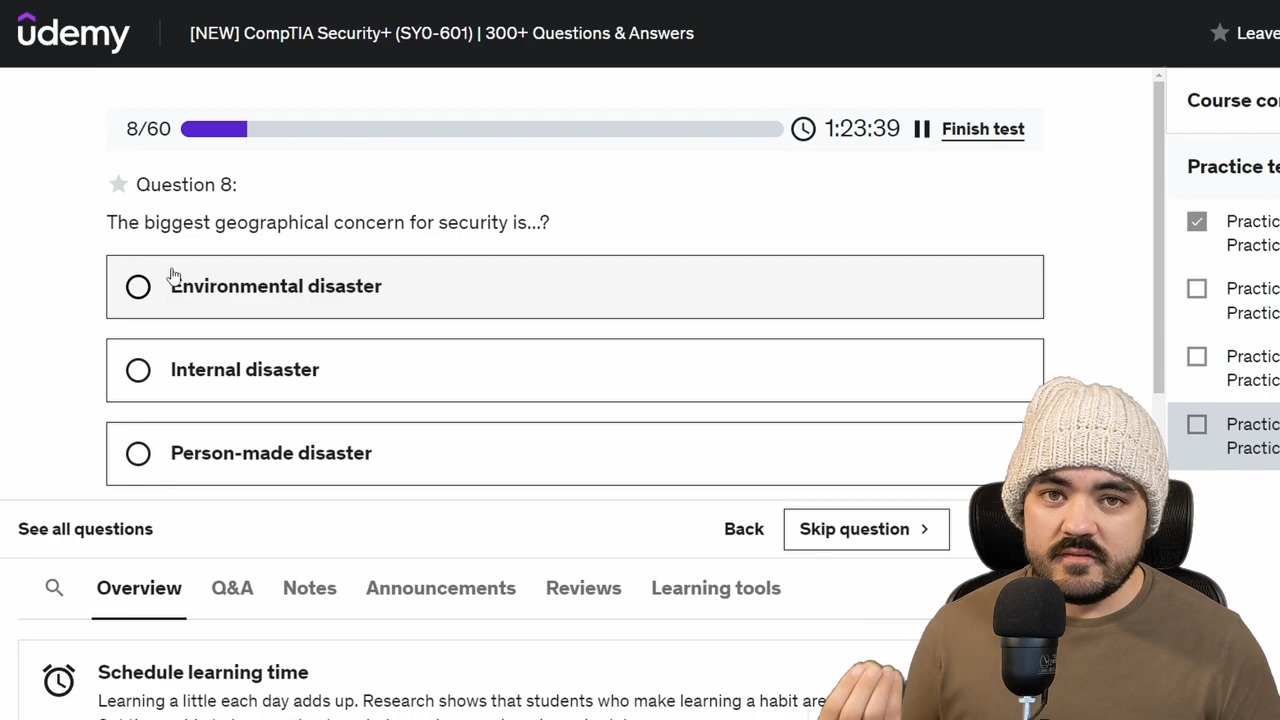 ûdemy
[NEW] CompTIA Security+ (SY0-601) | 300+ Questions & Answers
Leave
8/60
1:23:39
Finish test
Course co
Question 8:
Practice te
The biggest geographical concern for security is...?
Practic
Practic
Environmental disaster
Practic
Practic
Internal disaster
Practic
Practic
Person-made disaster
Practic
Practic
See all questions
Back
Skip question
Overview
Q&A
Notes
Announcements
Reviews
Learning tools
Schedule learning time
Learning a little each day adds up. Research shows that students who make learning a habit are